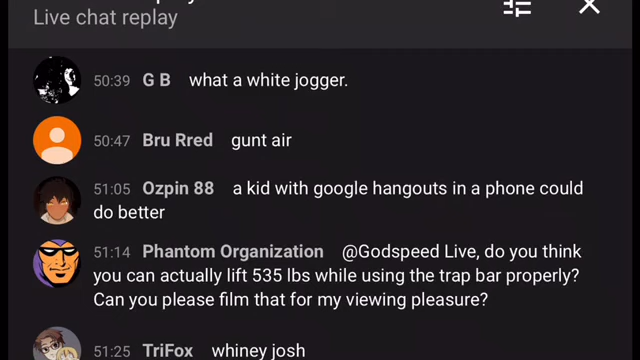 Live chat replay
50:39 G B what a white jogger.
50:47 Bru Rred gunt air
51:05 Ozpin 88 a kid with google hangouts in a phone could
do better
51:14 Phantom Organization @Godspeed Live, do you think
you can actually lift 535 lbs while using the trap bar properly?
Can you please film that for my viewing pleasure?
51:25 TriFox whiney josh